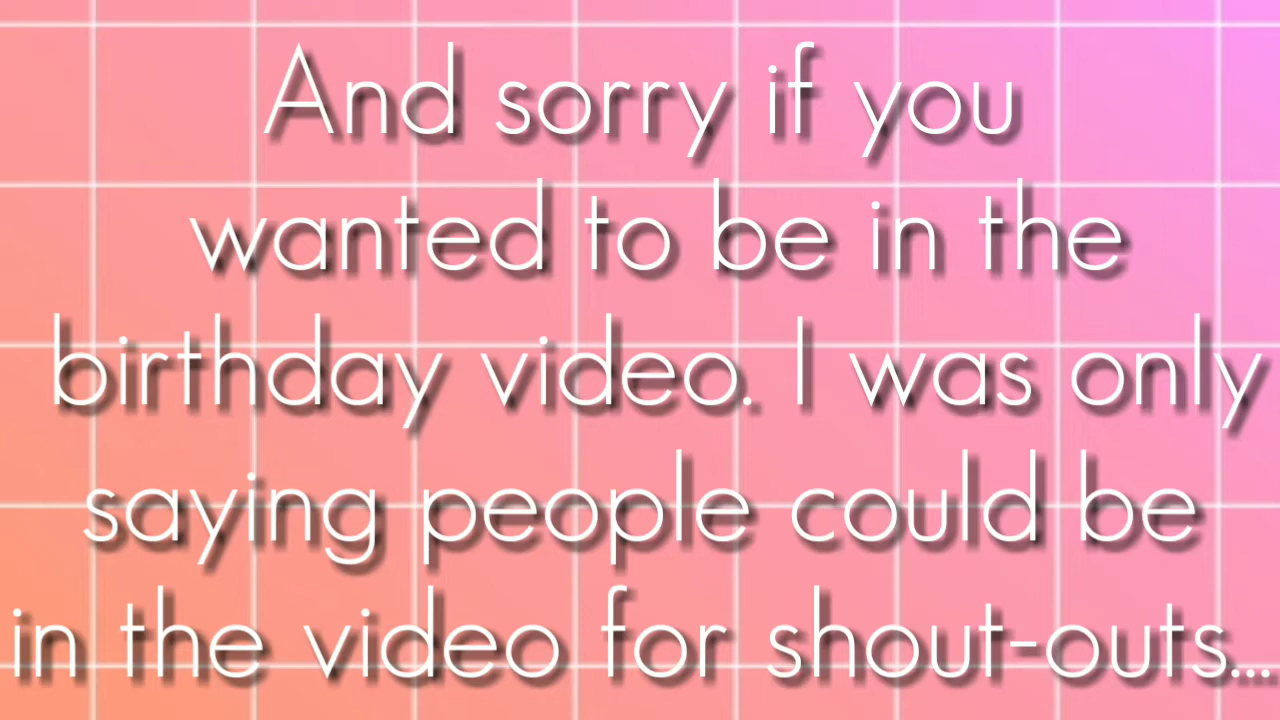 And sorry if you
wanted to be in the
birthday video. I was only
saying people could be
in the video for shout-outs...